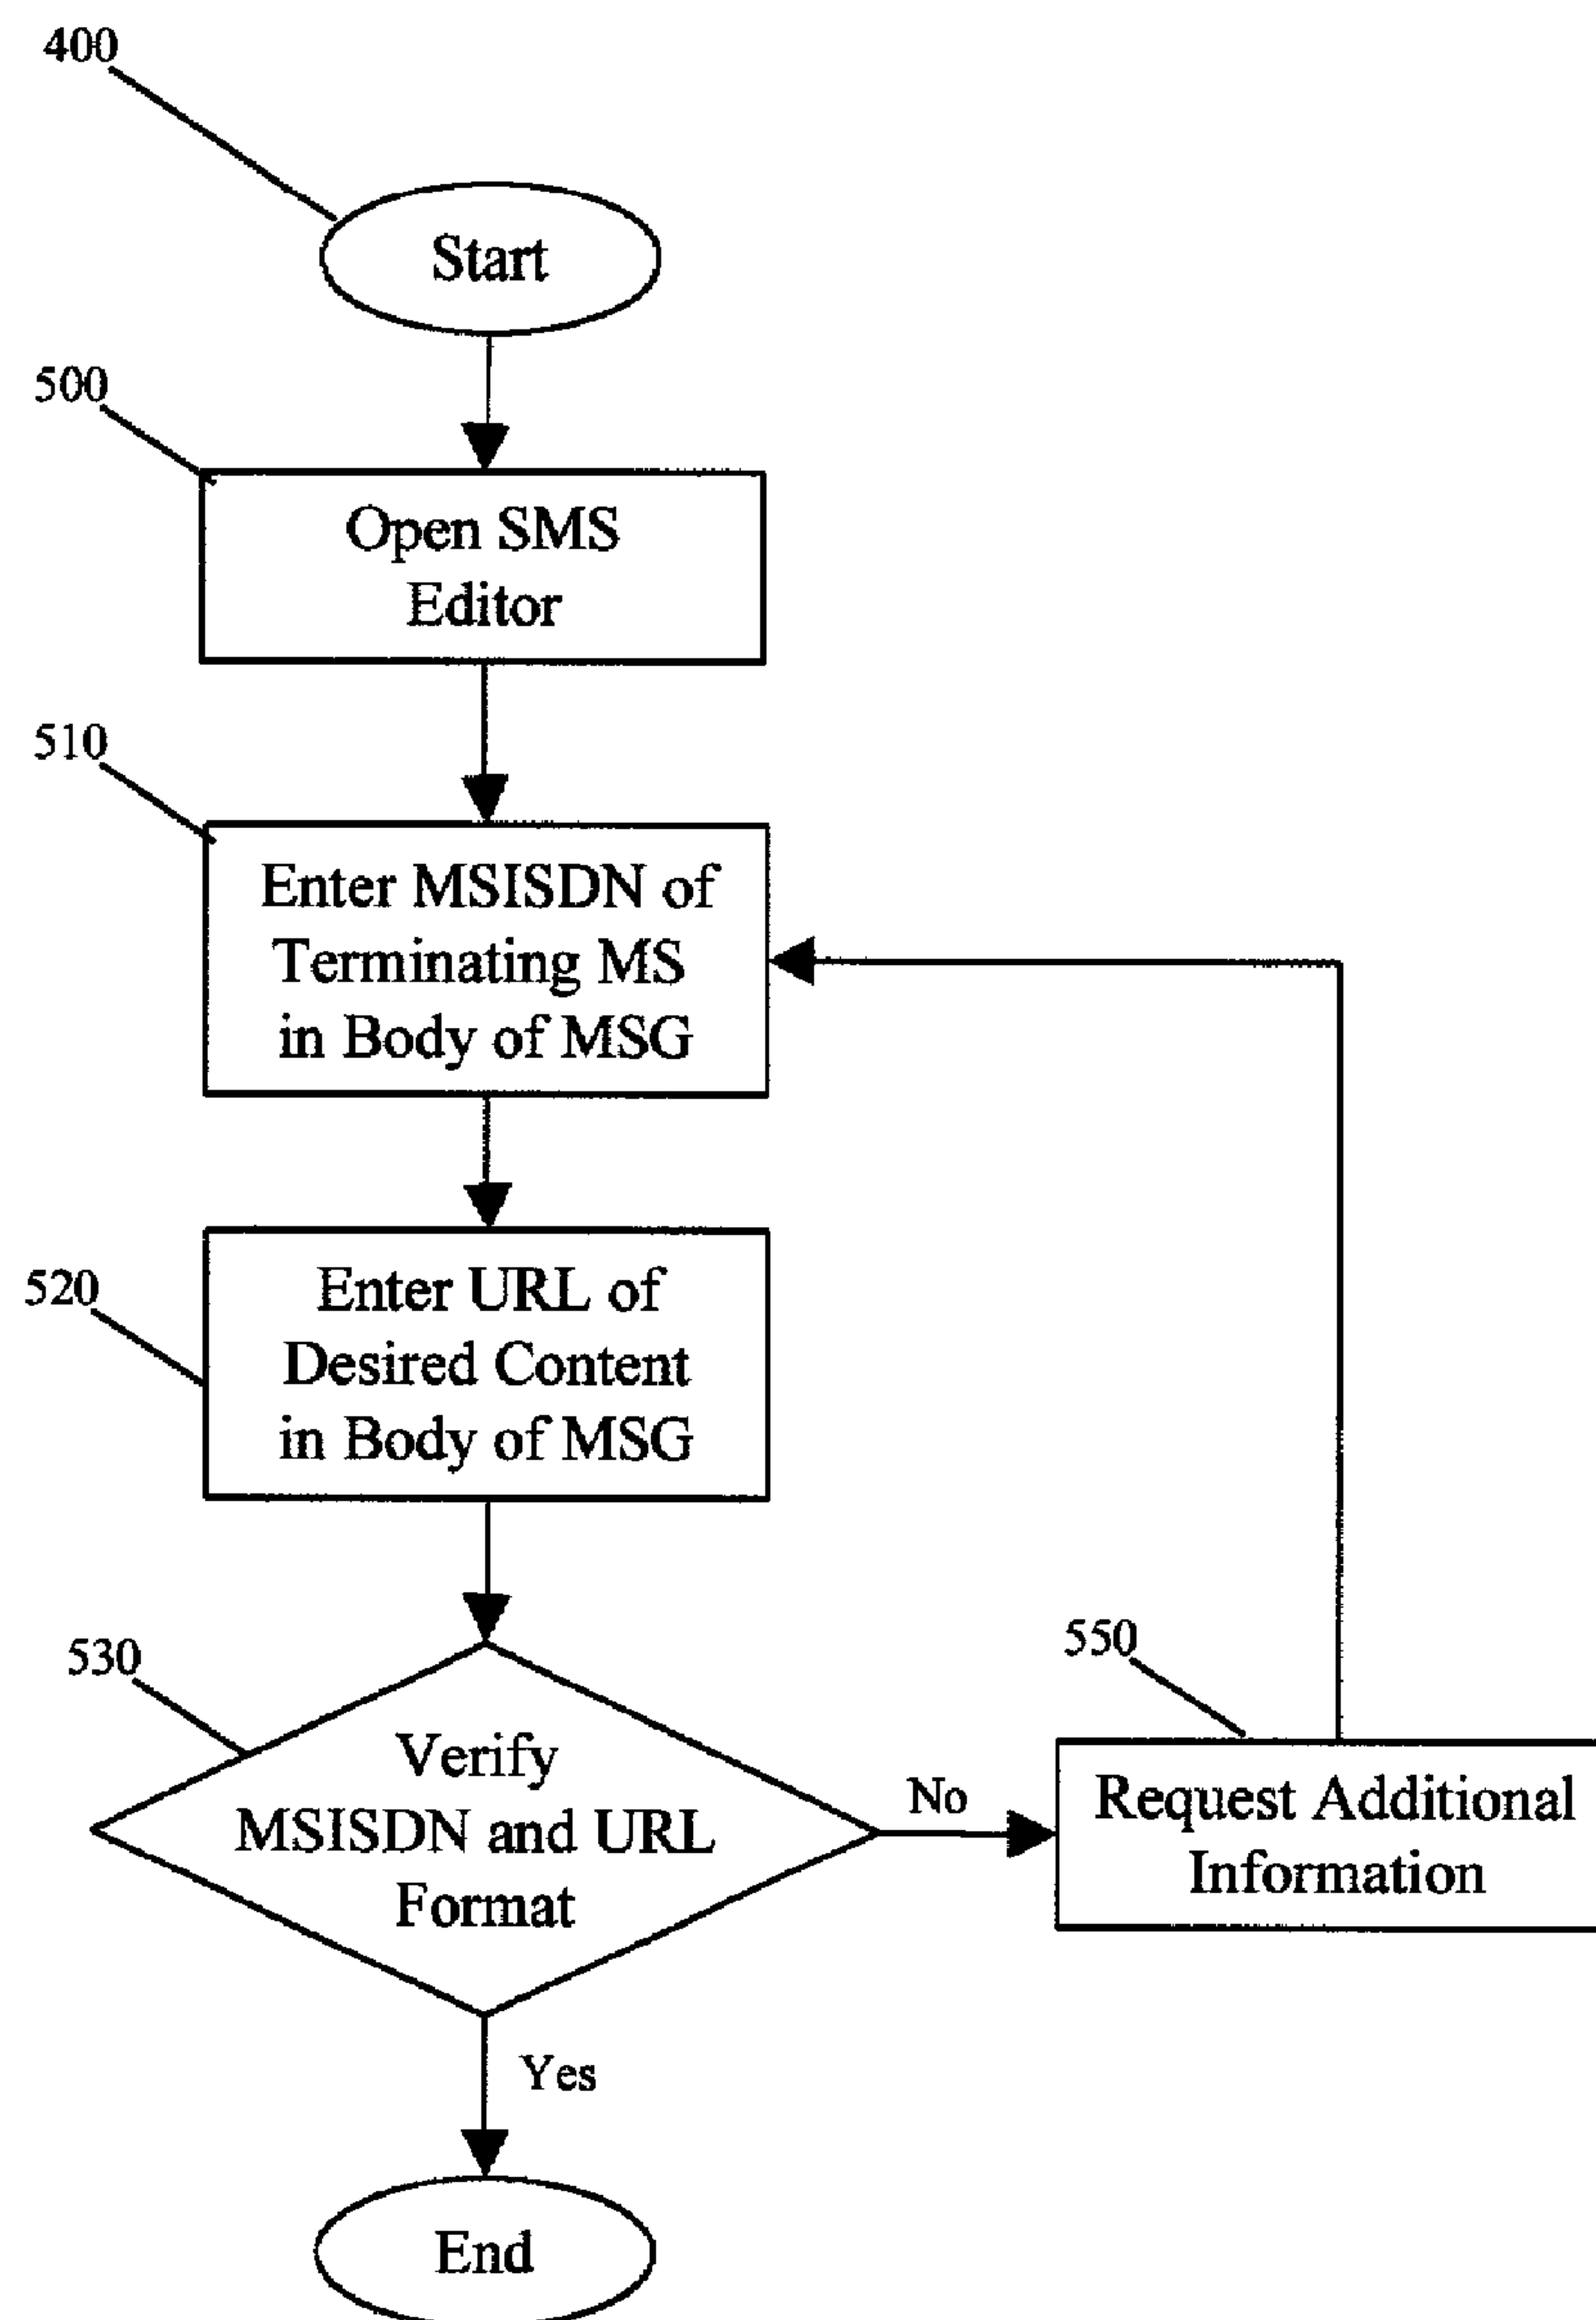 400
Start
500
Open SMS
Editor
510
Enter MSISDN of
Terminating MS
in Body of MSG
520
Enter URL of
Desired Content
in Body of MSG
530
Verify
MSISDN and URL
Format
No
550
Request Additional
Information
Yes
End